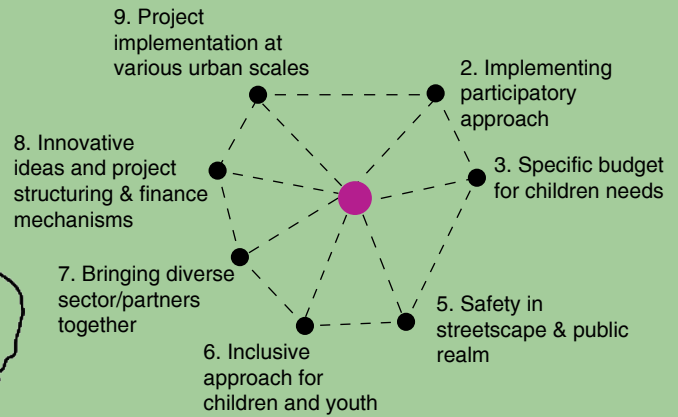 9. Project
implementation at
various urban scales
2. Implementing
participatory
approach
3. Specific budget
for children needs
5. Safety in
streetscape & public
realm
6. Inclusive
approach for
children and youth
7. Bringing diverse
sector/partners
together
8. Innovative
ideas and project
structuring & finance
mechanisms